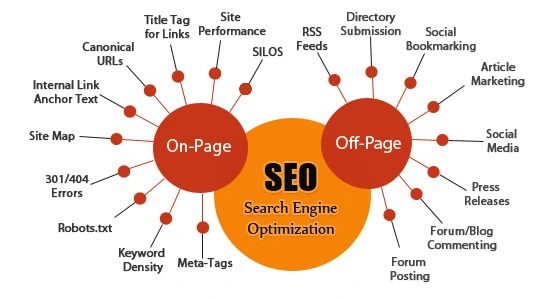 Title Tag
for Links
Site
Performance
SILOS
Canonical
URLs
Internal Link
Anchor Text
Site Map
301/404
Errors
Robots.txt
Keyword
Density
Meta-Tags
On-Page
SEO
Search Engine
Optimization
Off-Page
RSS
Feeds
Directory
Submission
Social
Bookmarking
Article
Marketing
Social
Media
Press
Releases
Forum/Blog
Commenting
Forum
Posting